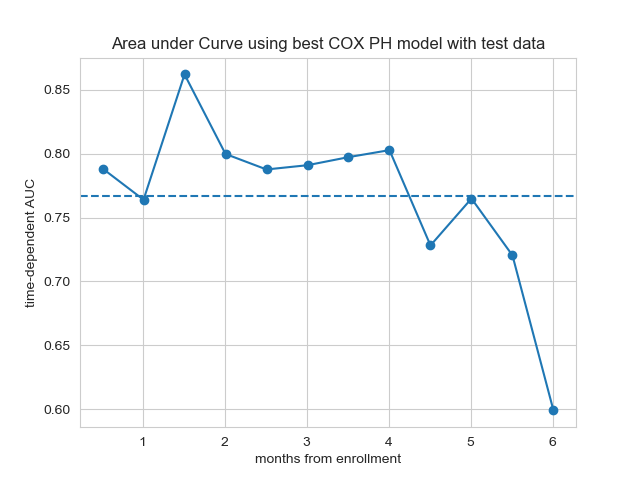 Area under Curve using best COX PH model with test data
time-dependent AUC
0.85
0.80
0.75
0.70
0.65
0.60
1 2 3 4 5 6
months from enrollment